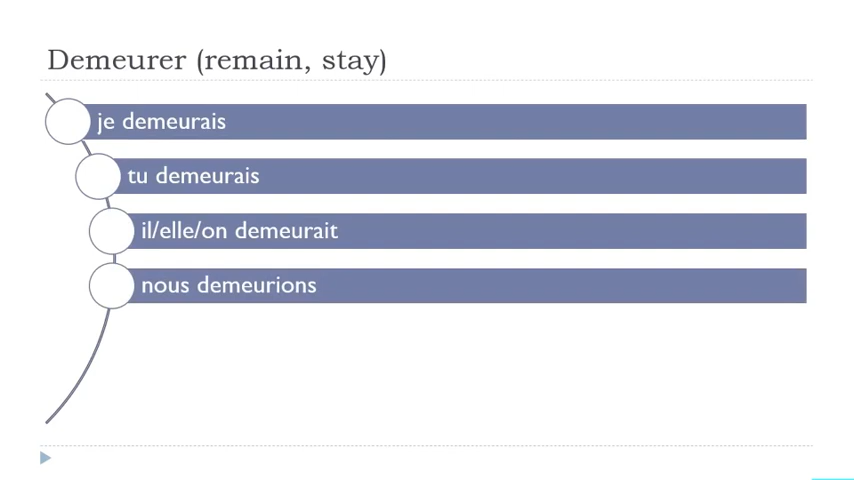 Demeurer (remain, stay)
je demeurais
tu demeurais
il/elle/on demeurait
nous demeurions